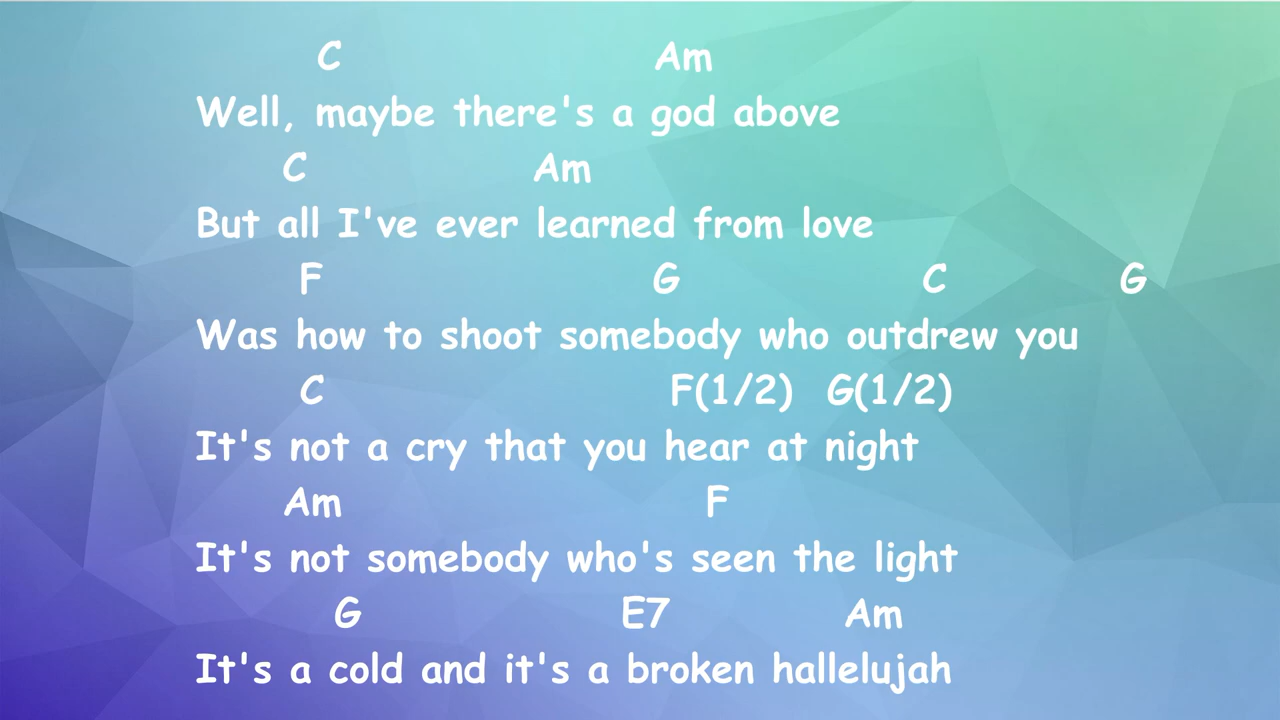 C Am
Well, maybe there's a god above
C Am
But all I've ever learned from love
F G C G
Was how to shoot somebody who outdrew you
C F(1/2) G(1/2)
It's not a cry that you hear at night
Am F
It's not somebody who's seen the light
G E7 Am
It's a cold and it's a broken hallelujah